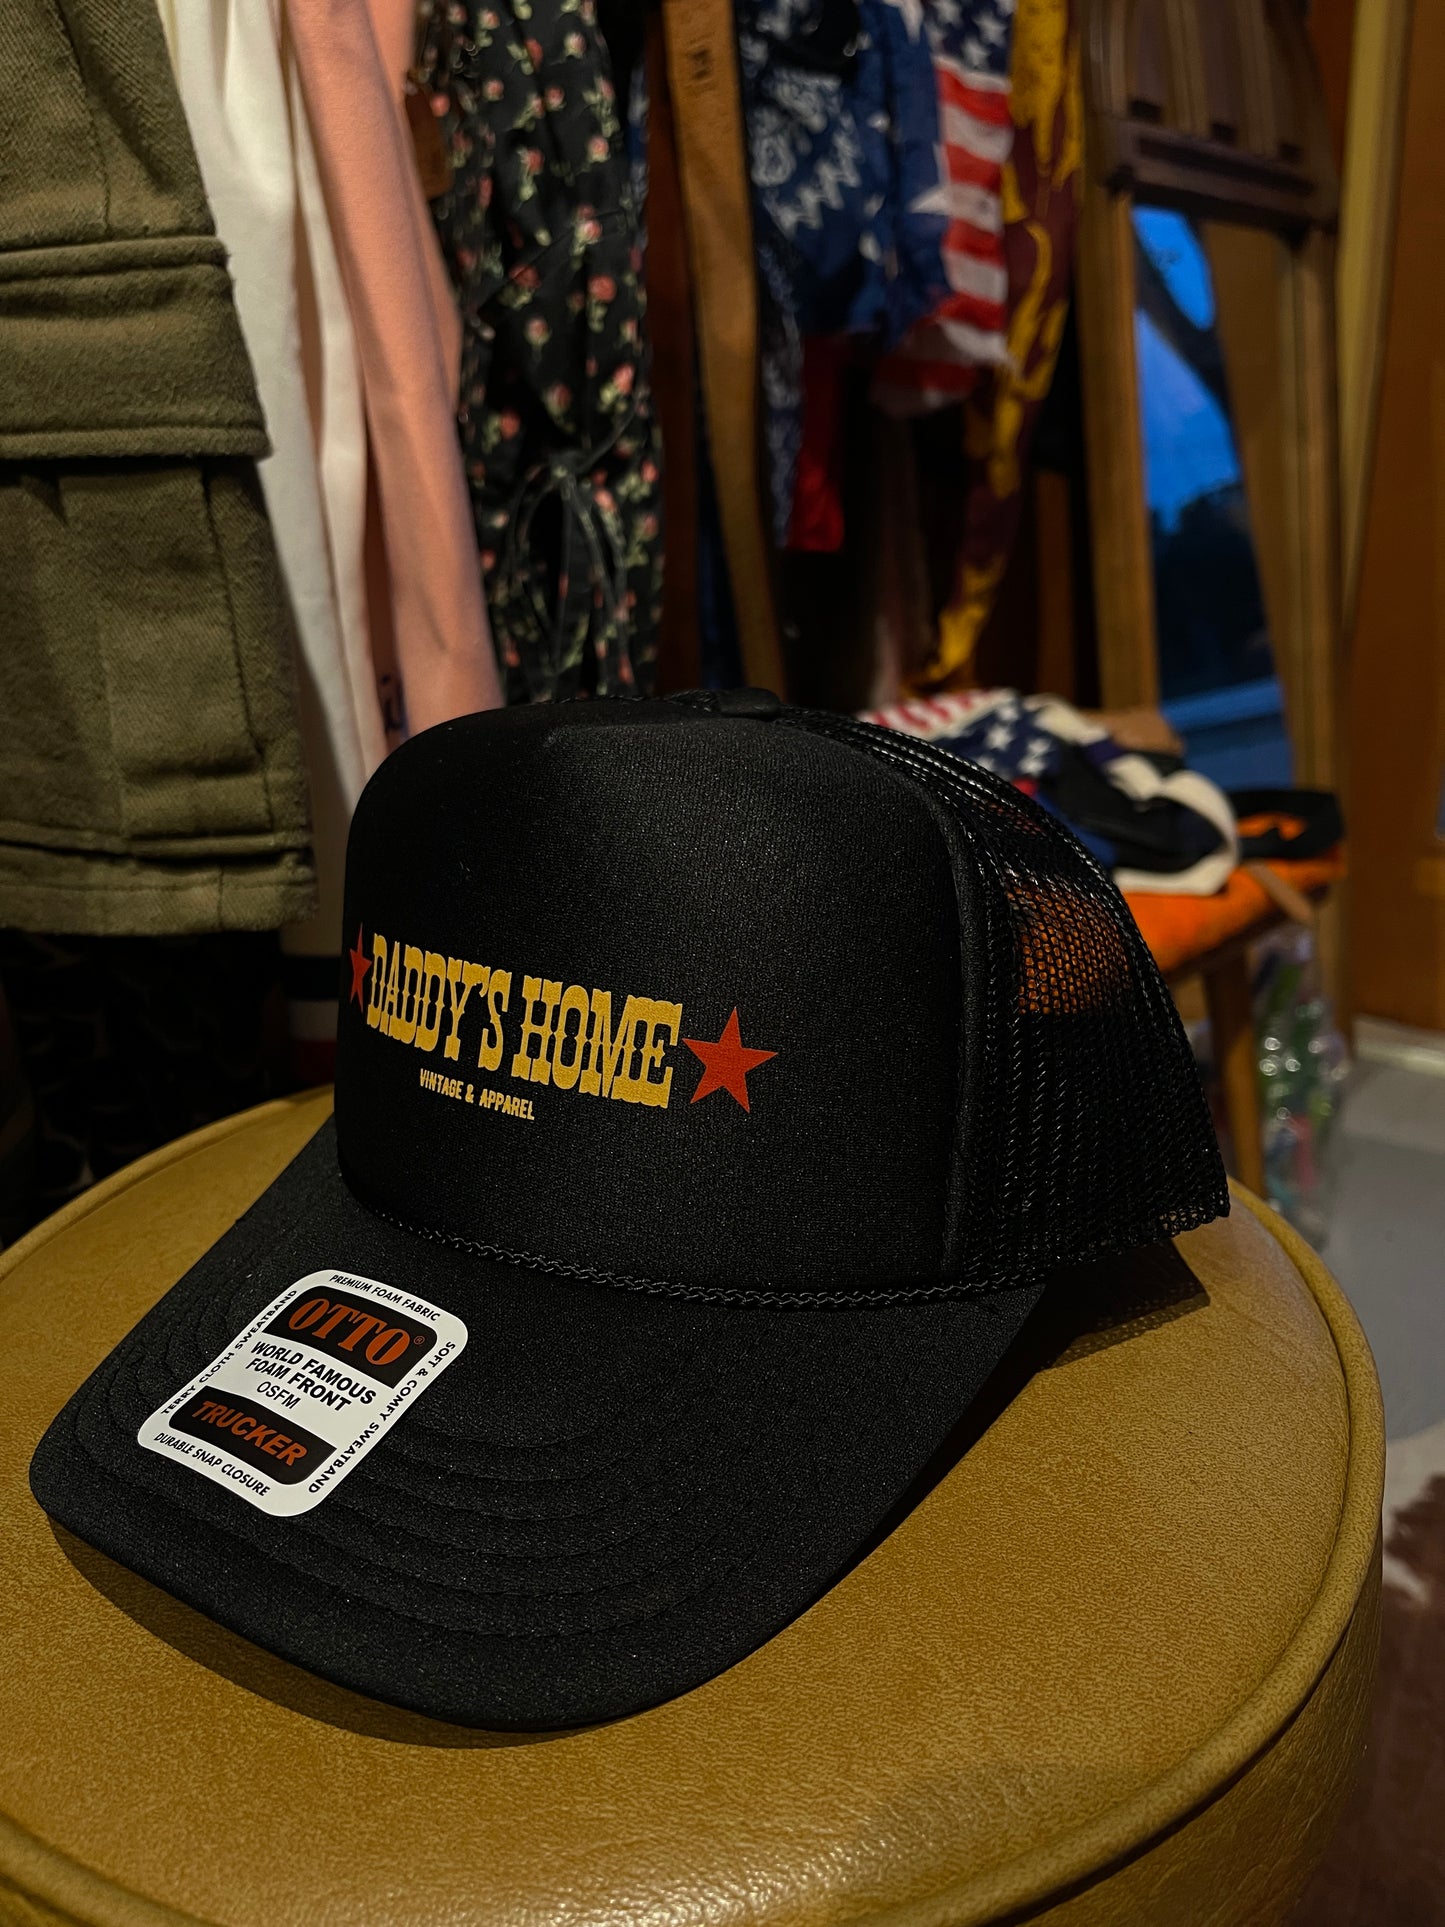 DADDY'S HOME
VINTAGE & APPAREL
PREMIUM FOAM FABRIC
OTTO®
WORLD FAMOUS
FOAM FRONT
OSFM
TRUCKER
TERRY CLOTH SWEATBAND
SOFT & COMFY SWEATBAND
DURABLE SNAP CLOSURE